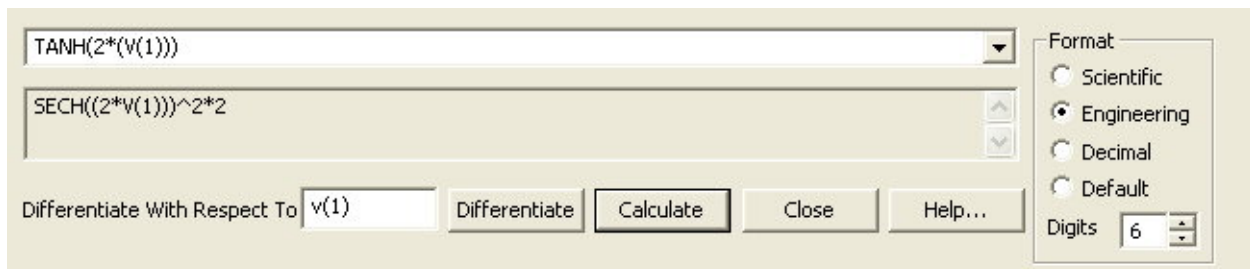 TANH(2*(V(1)))
SECH((2*V(1)))^2*2
Differentiate With Respect To v(1) Differentiate Calculate Close Help...
Format
Scientific
Engineering
Decimal
Default
Digits 6